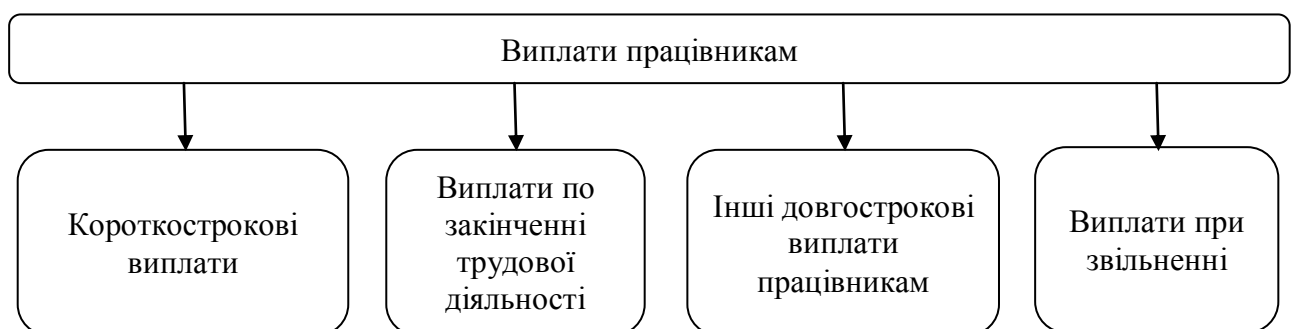 Виплати працівникам
Короткострокові
виплати
Виплати по
закінченні
трудової
діяльності
Інші довгострокові
виплати
працівникам
Виплати при
звільненні